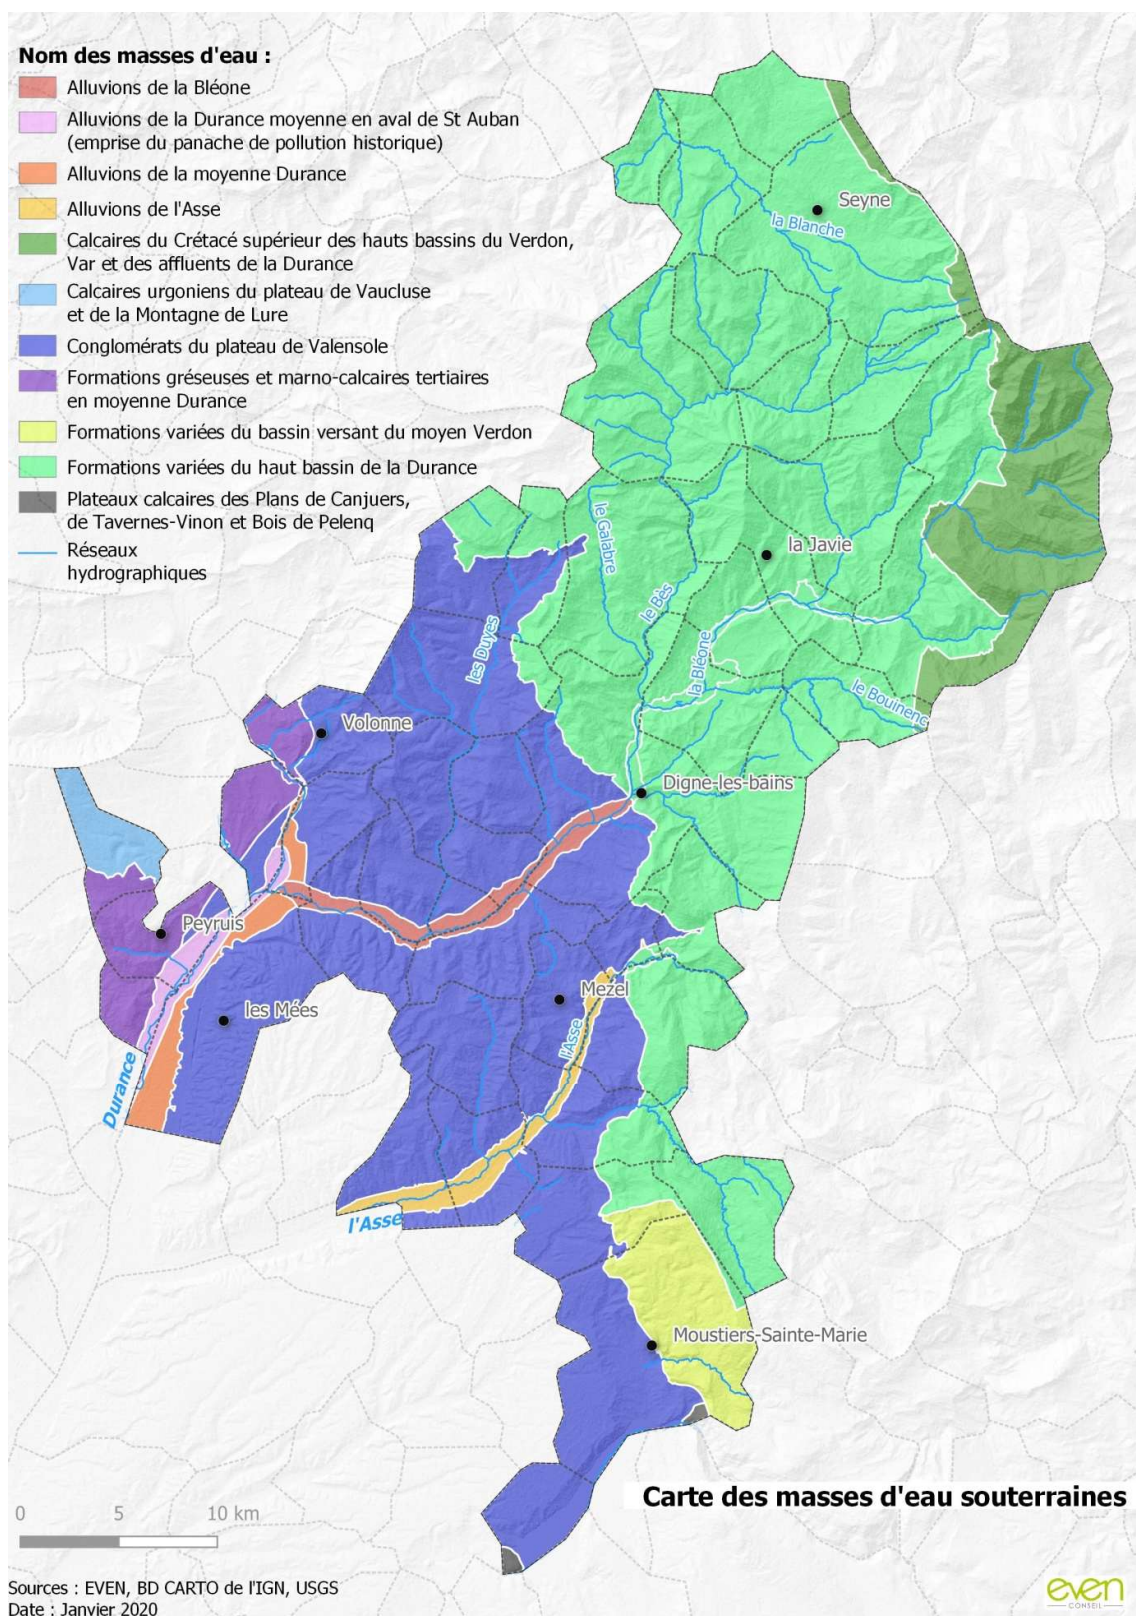 Nom des masses d'eau :
Alluvions de la Bléone
Alluvions de la Durance moyenne en aval de St Auban
(emprise du panache de pollution historique)
Alluvions de la moyenne Durance
Alluvions de l'Asse
Calcaires du Crétacé supérieur des hauts bassins du Verdon,
Var et des affluents de la Durance
Calcaires urgoniens du plateau de Vaucluse
et de la Montagne de Lure
Conglomérats du plateau de Valensole
Formations gréseuses et marno-calcaires tertiaires
en moyenne Durance
Formations variées du bassin versant du moyen Verdon
Formations variées du haut bassin de la Durance
Plateaux calcaires des Plans de Canjuers,
de Tavernes-Vinon et Bois de Pelenq
Réseaux
hydrographiques
Seyne
la Blanche
le Galabre
la Javie
le Bès
les Duyes
la Bléone
le Bouinenc
Volonne
Digne-les-bains
Peyruis
Mezel
les Mées
l'Asse
Durance
l'Asse
Moustiers-Sainte-Marie
Carte des masses d'eau souterraines
0 5 10 km
Sources : EVEN, BD CARTO de l'IGN, USGS
Date : Janvier 2020
even
CONSEIL